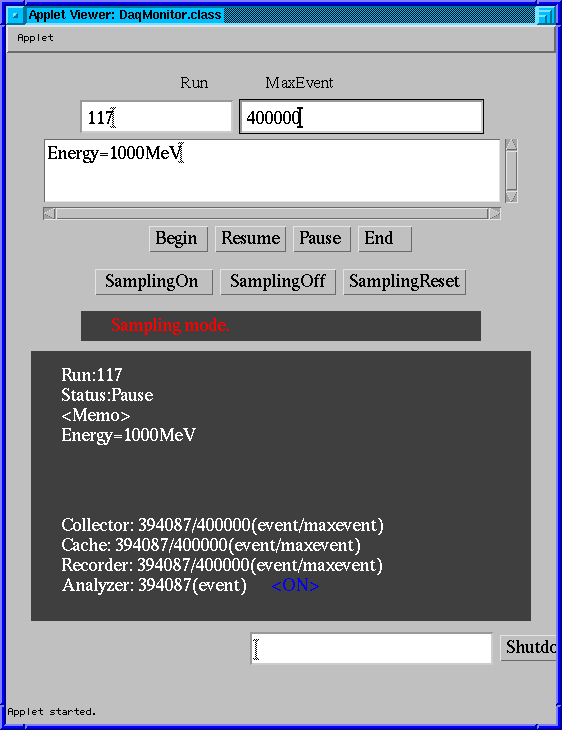 Applet Viewer: DaqMonitor.class
Applet
Run MaxEvent
117 400000
Energy=1000MeV
Begin Resume Pause End
SamplingOn SamplingOff SamplingReset
Sampling mode.
Run:117
Status:Pause
<Memo>
Energy=1000MeV
Collector: 394087/400000(event/maxevent)
Cache: 394087/400000(event/maxevent)
Recorder: 394087/400000(event/maxevent)
Analyzer: 394087(event) <ON>
Shutdo
Applet started.